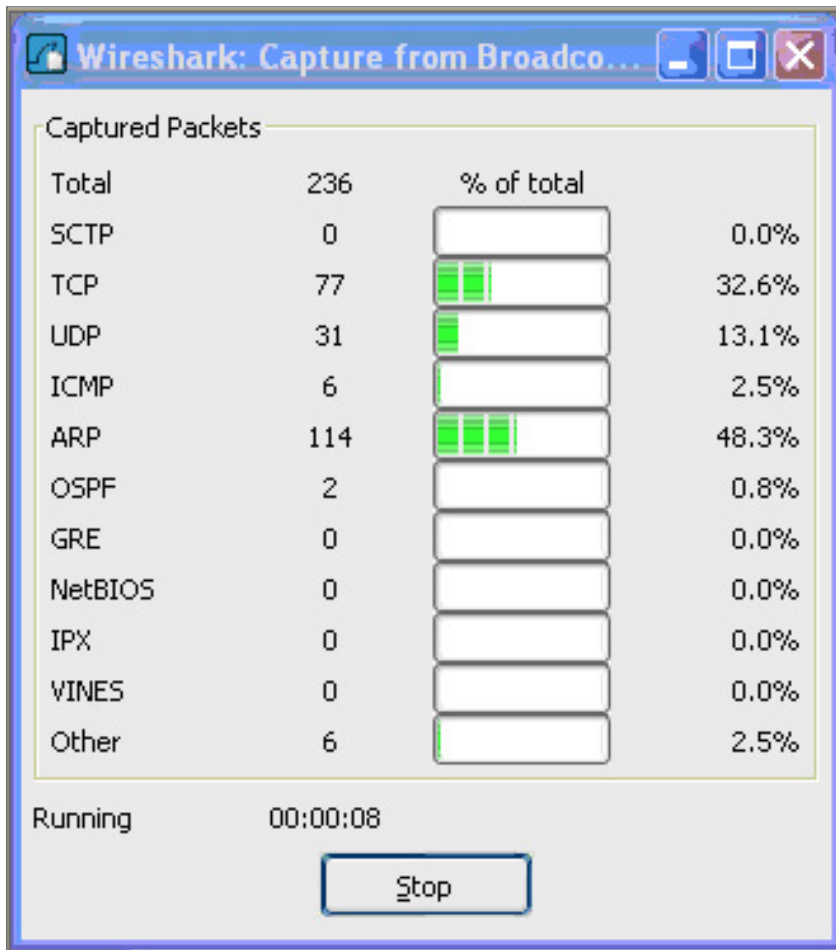 Wireshark: Capture from Broadco...
Captured Packets
Total 236 % of total
SCTP 0 0.0%
TCP 77 32.6%
UDP 31 13.1%
ICMP 6 2.5%
ARP 114 48.3%
OSPF 2 0.8%
GRE 0 0.0%
NetBIOS 0 0.0%
IPX 0 0.0%
VINES 0 0.0%
Other 6 2.5%
Running 00:00:08
Stop